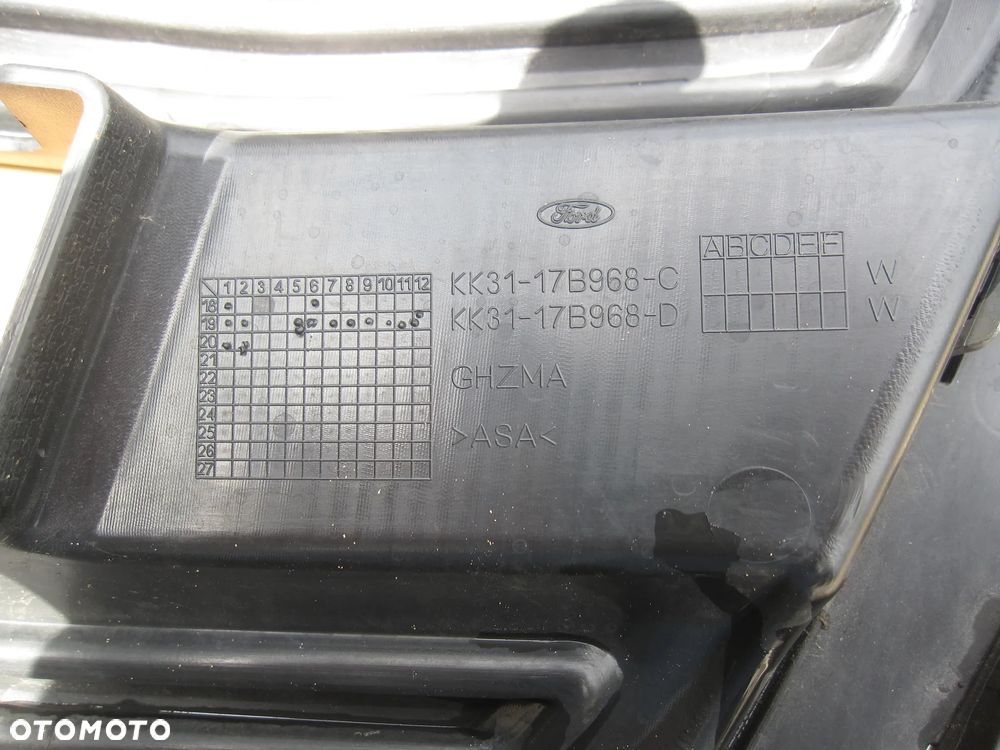 Ford
ABCDEF
KK31-17B968-C
W
KK31-17B968-D
W
GHZMA
>ASA<
1 2 3 4 5 6 7 8 9 10 11 12
18
19
20
21
22
23
24
25
26
27
OTOMOTO